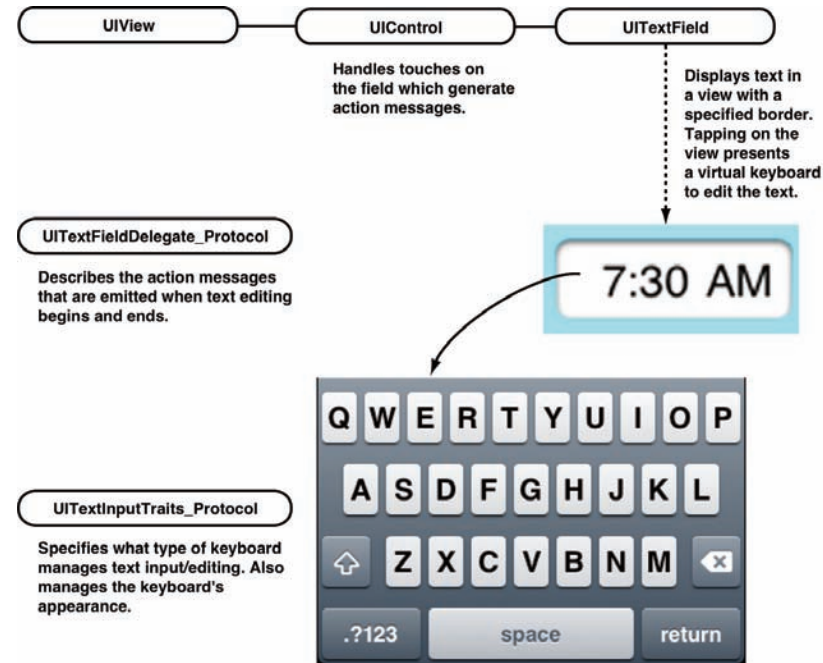 UIView
UIControl
UITextField
Handles touches on
the field which generate
action messages.
Displays text in
a view with a
specified border.
Tapping on the
view presents
a virtual keyboard
to edit the text.
UITextFieldDelegate_Protocol
Describes the action messages
that are emitted when text editing
begins and ends.
7:30 AM
Q W E R T Y U I O P
A S D F G H J K L
UITextInputTraits_Protocol
Specifies what type of keyboard
manages text input/editing. Also
manages the keyboard's
appearance.
Z X C V B N M
.?123 space return